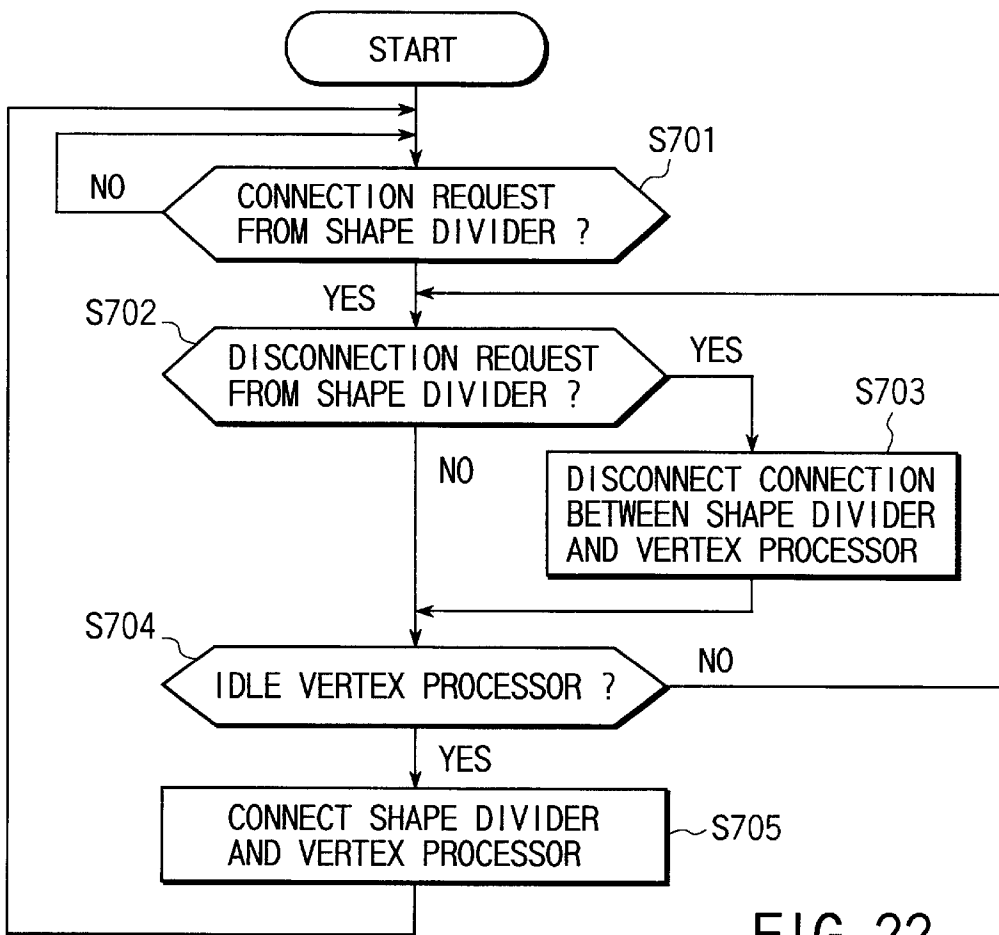 START
S701
NO
CONNECTION REQUEST
FROM SHAPE DIVIDER ?
YES
S702
DISCONNECTION REQUEST
FROM SHAPE DIVIDER ?
YES
S703
NO
DISCONNECT CONNECTION
BETWEEN SHAPE DIVIDER
AND VERTEX PROCESSOR
S704
IDLE VERTEX PROCESSOR ?
NO
YES
CONNECT SHAPE DIVIDER
AND VERTEX PROCESSOR
S705
FIG. 22